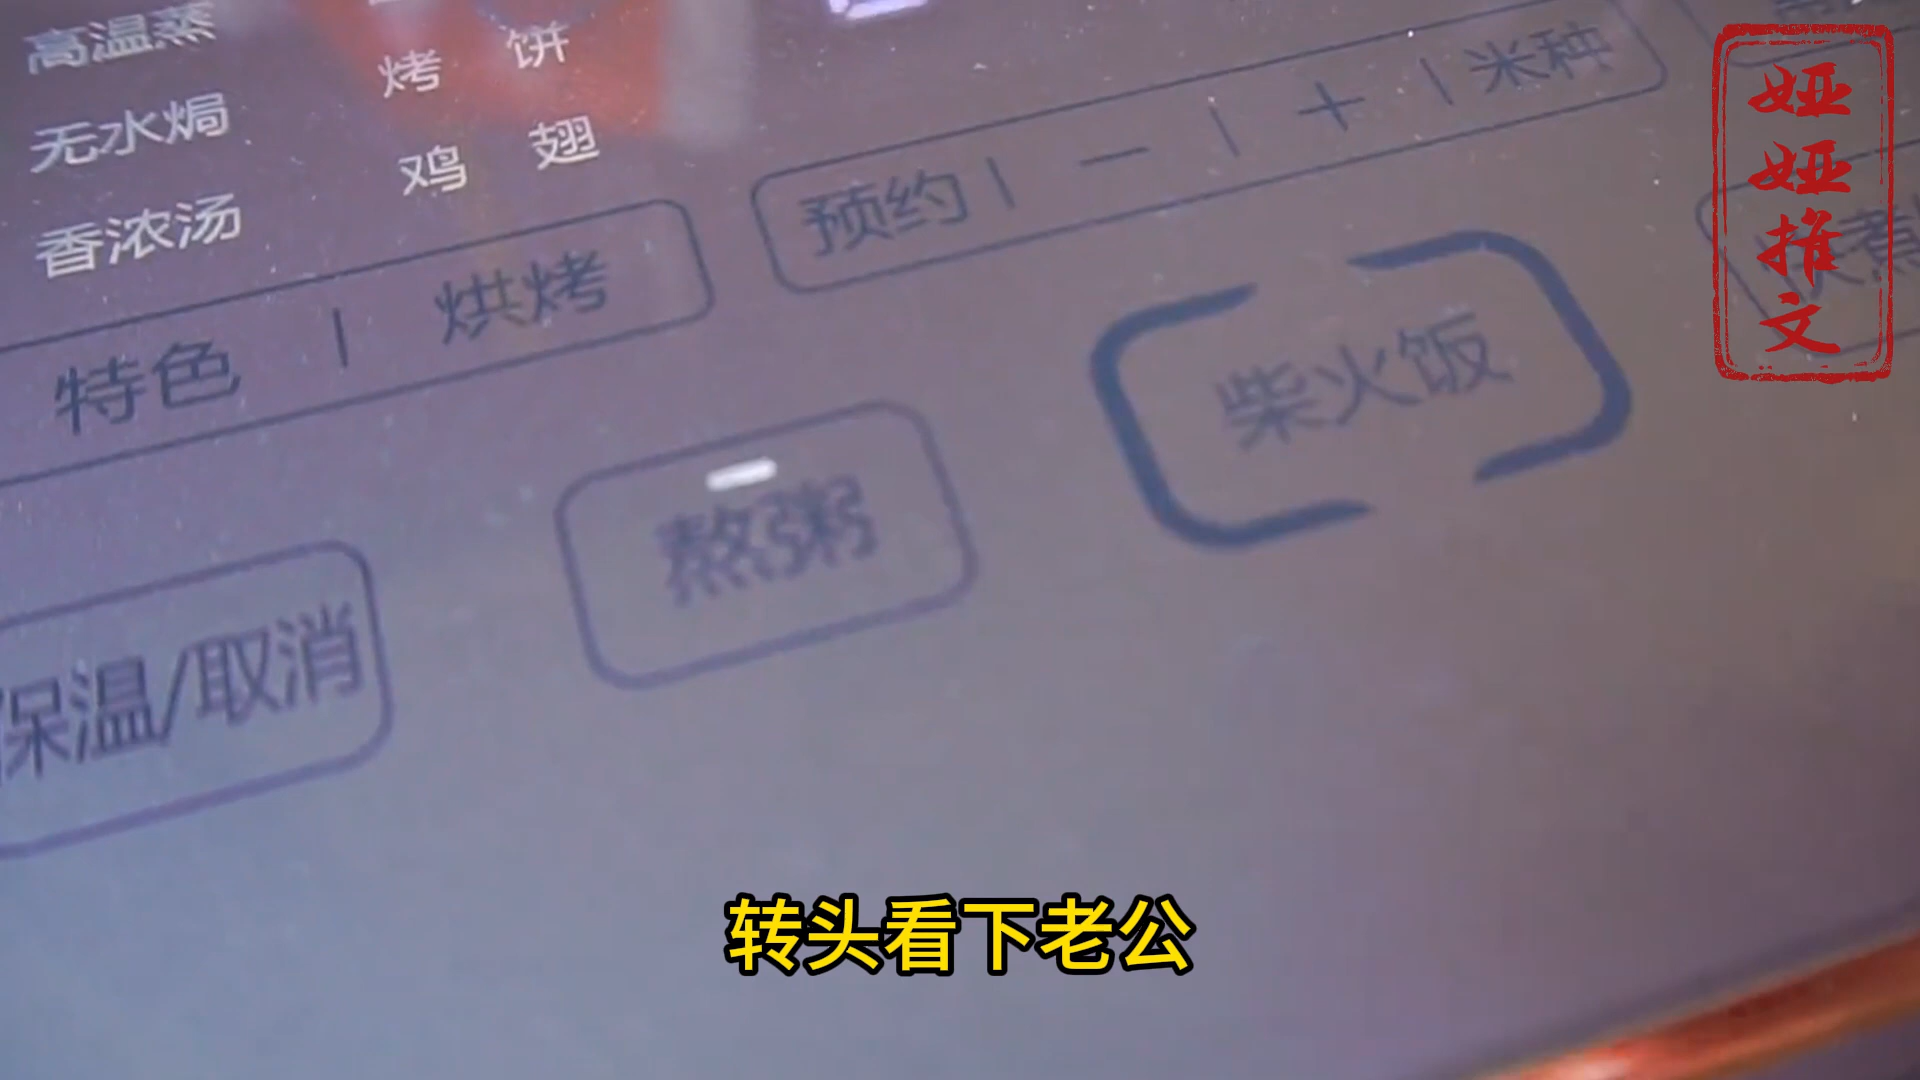 高温蒸
无水焗
香浓汤
烤 饼
鸡 翅
特色 | 烘烤
预约 | — | + | 米种
保温/取消
熬粥
柴火饭
娅娅推文
转头看下老公